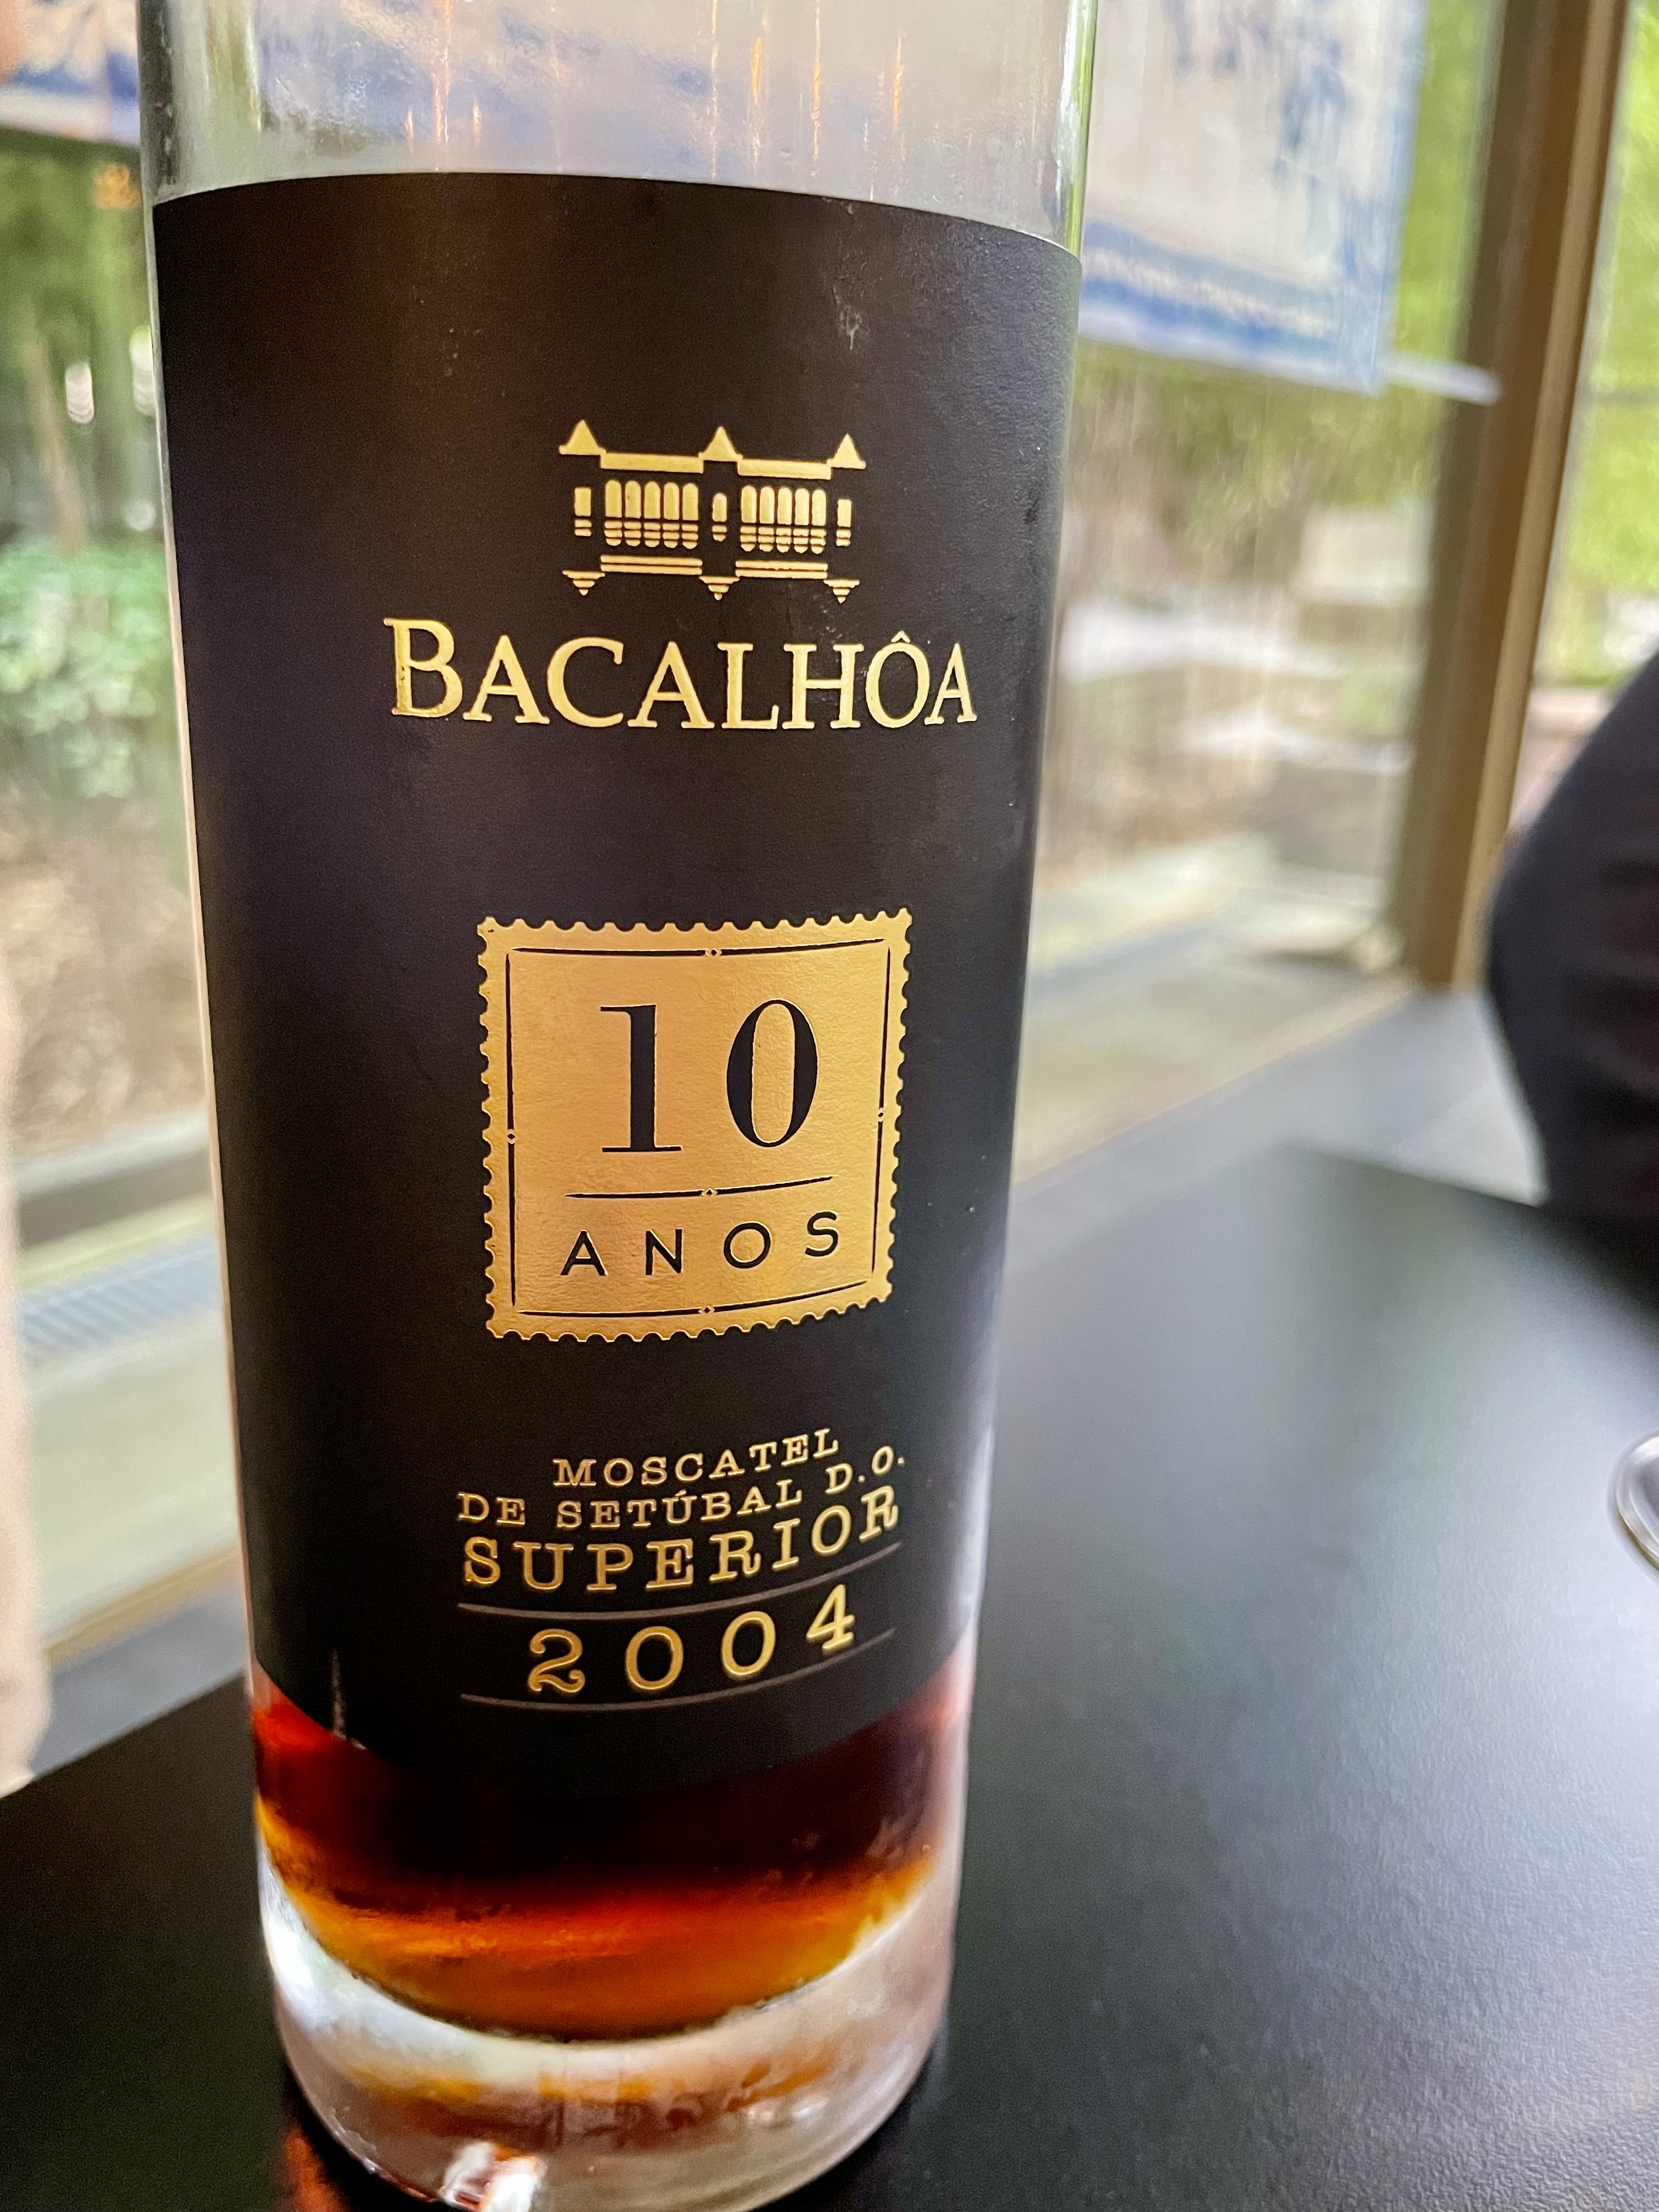 BACALHÔA
10
ANOS
MOSCATEL
DE SETÚBAL D.O.
SUPERIOR
2004